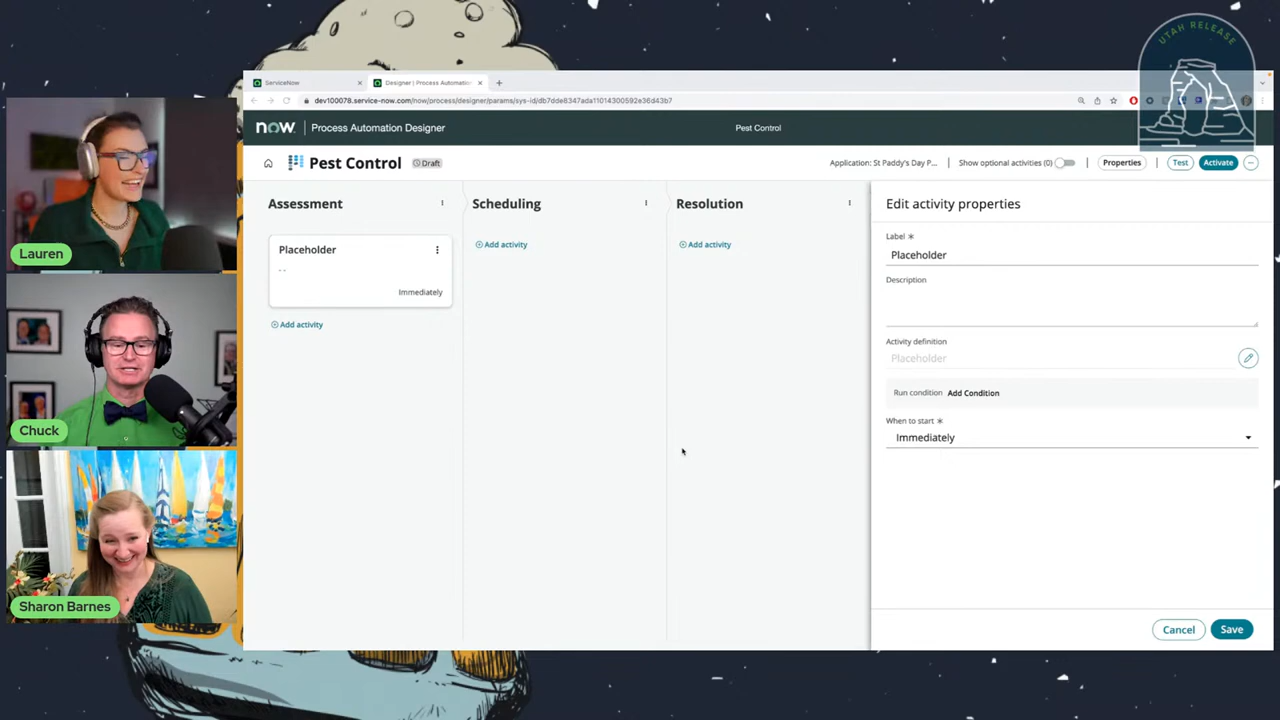 UTAH RELEASE
ServiceNow
Designer | Process Automation
dev100078.service-now.com/now/process/designer/params/sys-id/db7dde8347ada11014300592e36d43b7
now. Process Automation Designer
Pest Control
Pest Control
Draft
Application: St Paddy's Day P...
Show optional activities (0)
Properties
Test
Activate
Assessment
Scheduling
Resolution
Edit activity properties
Placeholder
- -
Immediately
Add activity
Add activity
Add activity
Label *
Placeholder
Description
Activity definition
Placeholder
Run condition Add Condition
When to start *
Immediately
Cancel
Save
Lauren
Chuck
Sharon Barnes